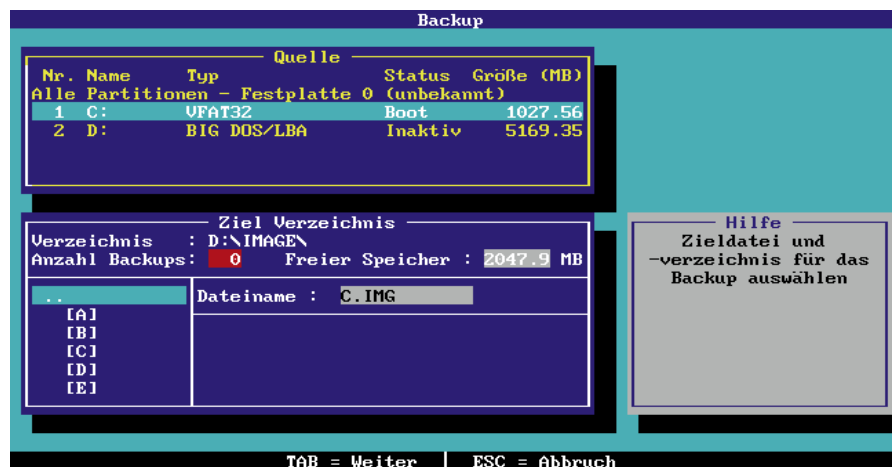 Backup
Quelle
Nr. Name Typ Status Größe (MB)
Alle Partitionen - Festplatte 0 (unbekannt)
1 C: VFAT32 Boot 1027.56
2 D: BIG DOS/LBA Inaktiv 5169.35
Ziel Verzeichnis
Verzeichnis : D:\IMAGE\
Anzahl Backups: 0 Freier Speicher : 2047.9 MB
..
Dateiname : C.IMG
[A]
[B]
[C]
[D]
[E]
Hilfe
Zieldatei und
-verzeichnis für das
Backup auswählen
TAB = Weiter | ESC = Abbruch